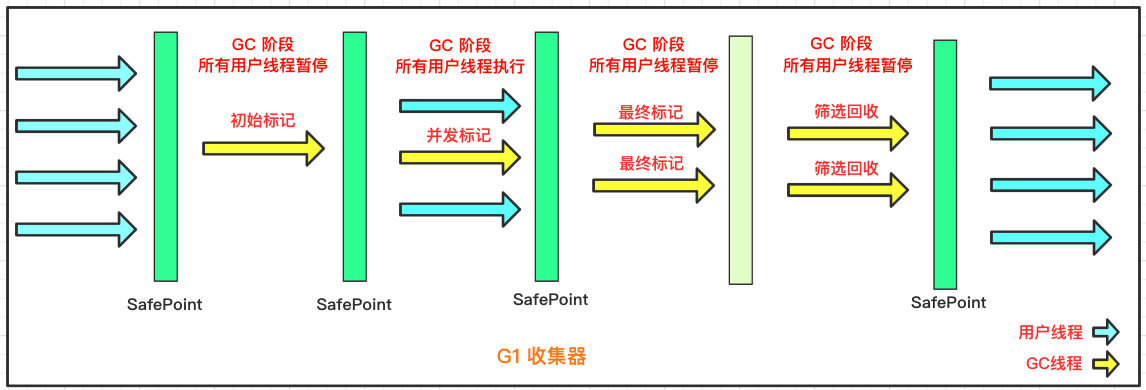 GC 阶段
所有用户线程暂停
初始标记
GC 阶段
所有用户线程执行
并发标记
GC 阶段
所有用户线程暂停
最终标记
最终标记
GC 阶段
所有用户线程暂停
筛选回收
筛选回收
SafePoint
SafePoint
SafePoint
SafePoint
G1 收集器
用户线程
GC线程